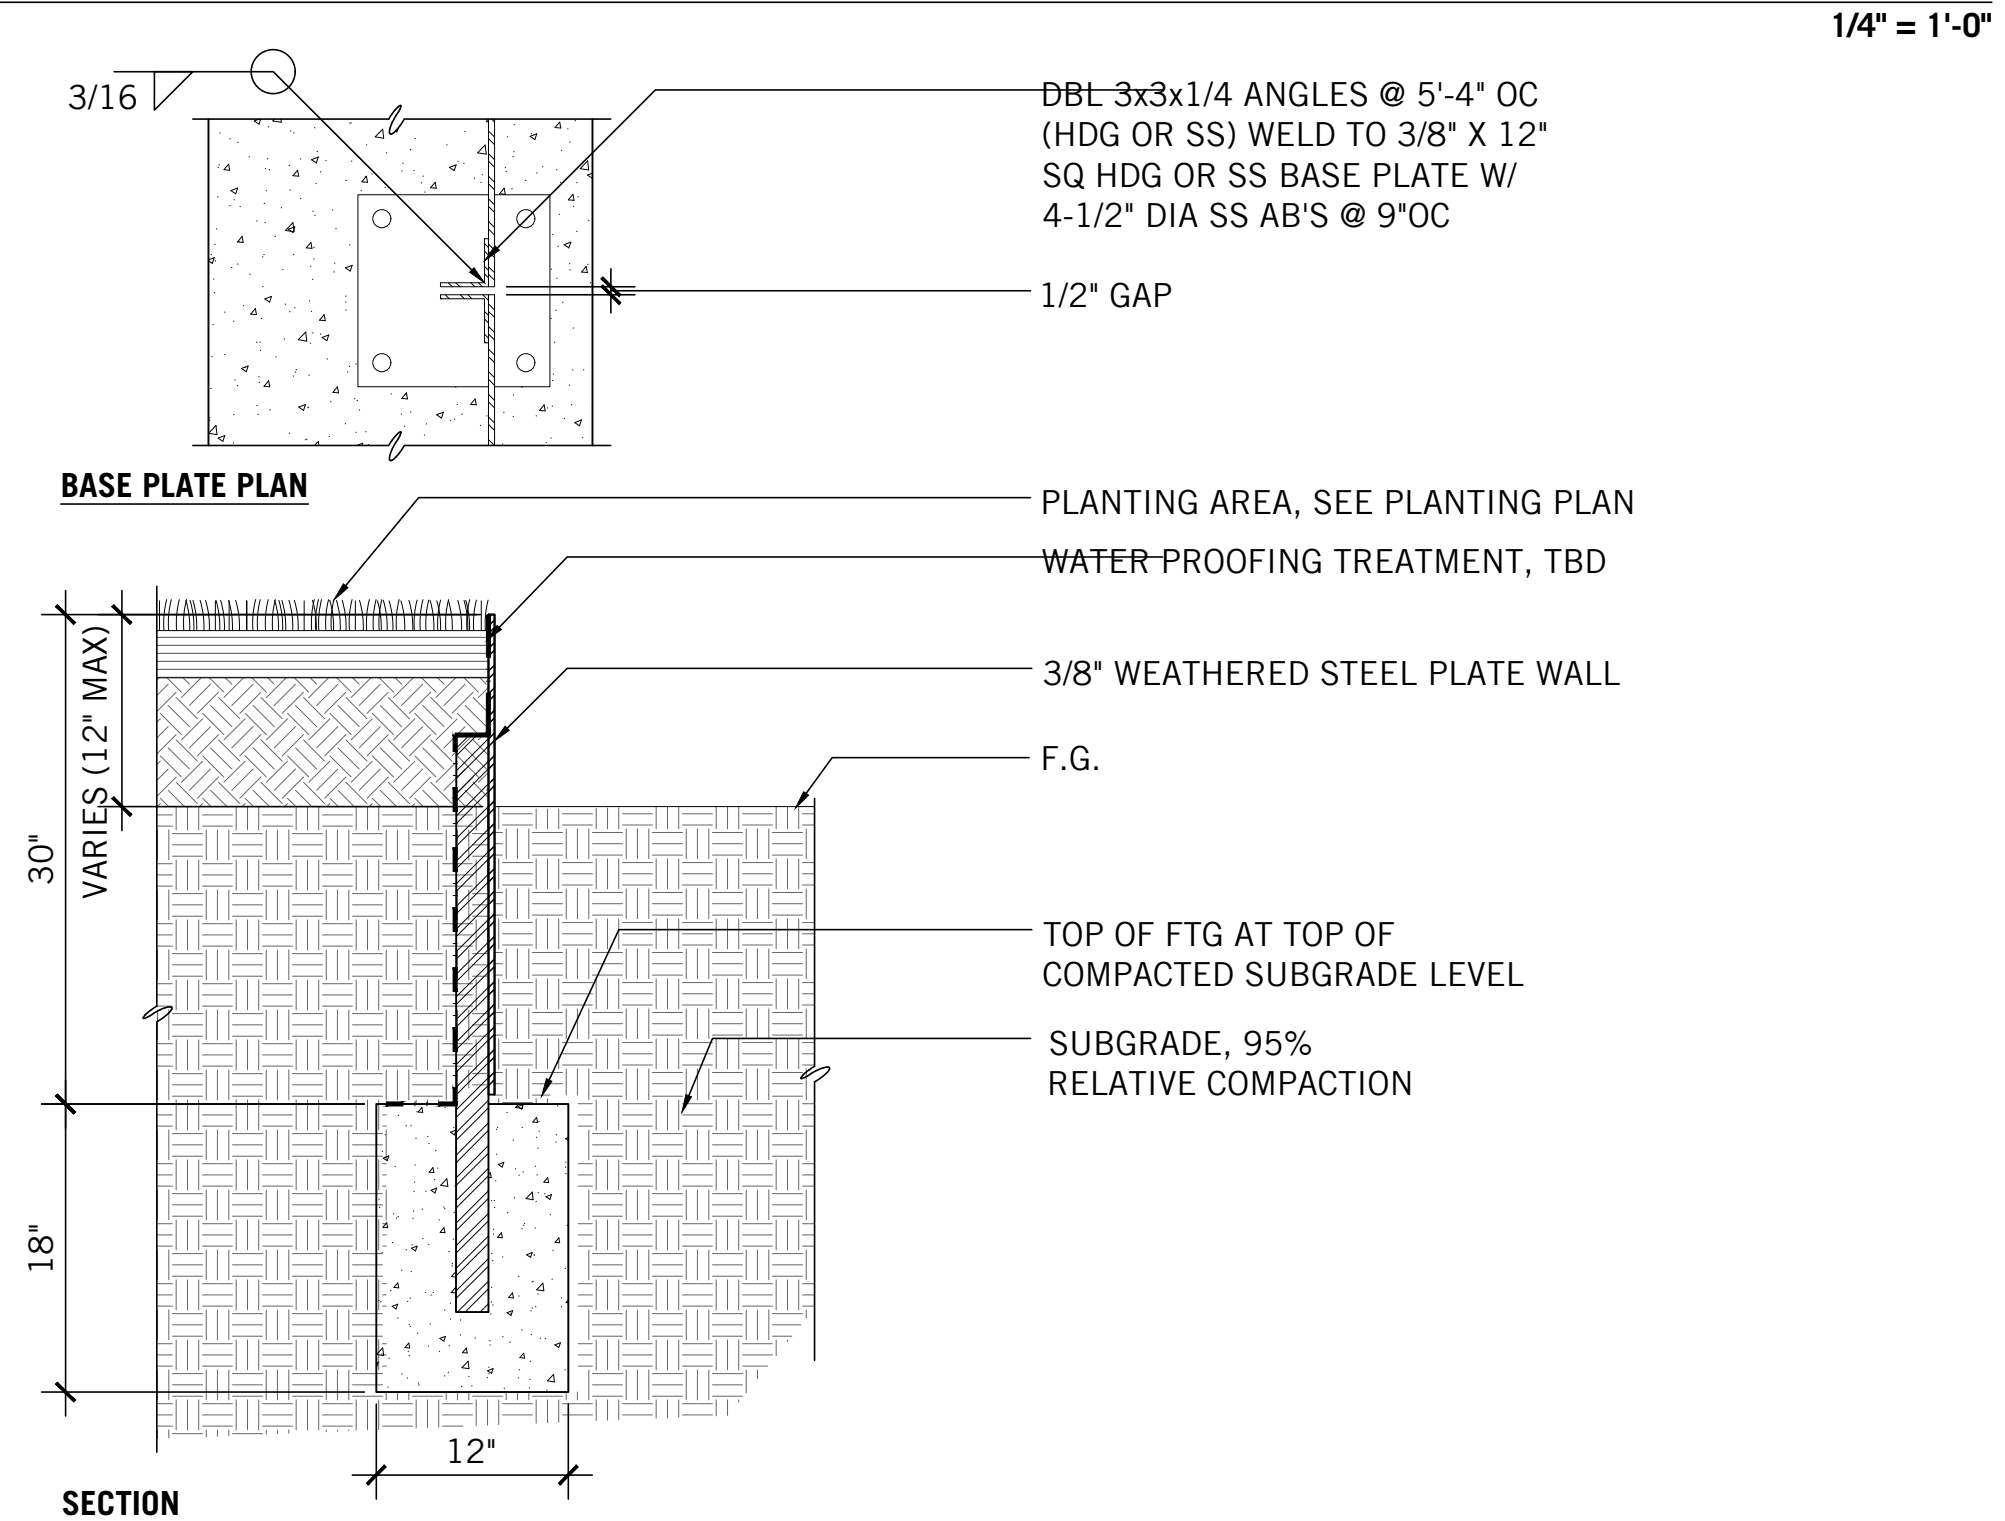 1/4" = 1'-0"
3/16
DBL 3x3x1/4 ANGLES @ 5'-4" OC
(HDG OR SS) WELD TO 3/8" X 12"
SQ HDG OR SS BASE PLATE W/
4-1/2" DIA SS AB'S @ 9"OC
1/2" GAP
BASE PLATE PLAN
PLANTING AREA, SEE PLANTING PLAN
WATER PROOFING TREATMENT, TBD
3/8" WEATHERED STEEL PLATE WALL
VARIES (12" MAX)
F.G.
30"
TOP OF FTG AT TOP OF
COMPACTED SUBGRADE LEVEL
SUBGRADE, 95%
RELATIVE COMPACTION
18"
12"
SECTION